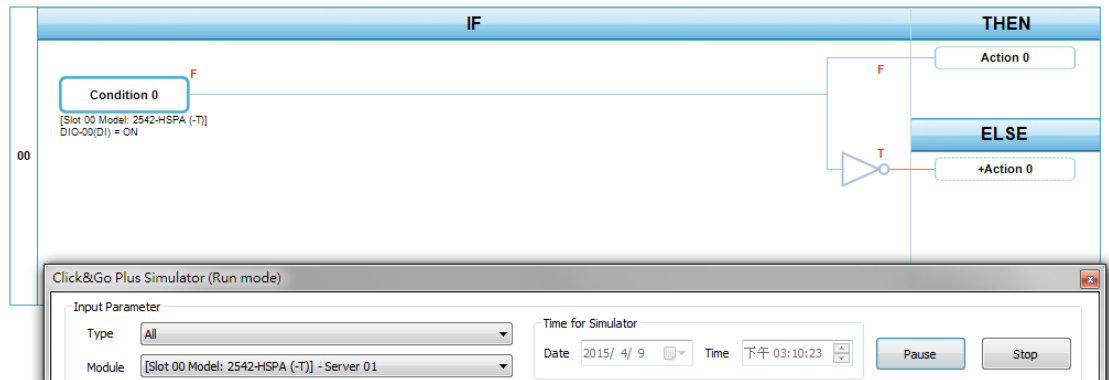 IF
THEN
F
F
Action 0
Condition 0
[Slot 00 Model: 2542-HSPA (-T)]
DIO-00(DI) = ON
ELSE
00
T
+Action 0
Click&Go Plus Simulator (Run mode)
Input Parameter
Time for Simulator
Type All
Date 2015/ 4/ 9 Time 下午 03:10:23 Pause Stop
Module [Slot 00 Model: 2542-HSPA (-T)] - Server 01